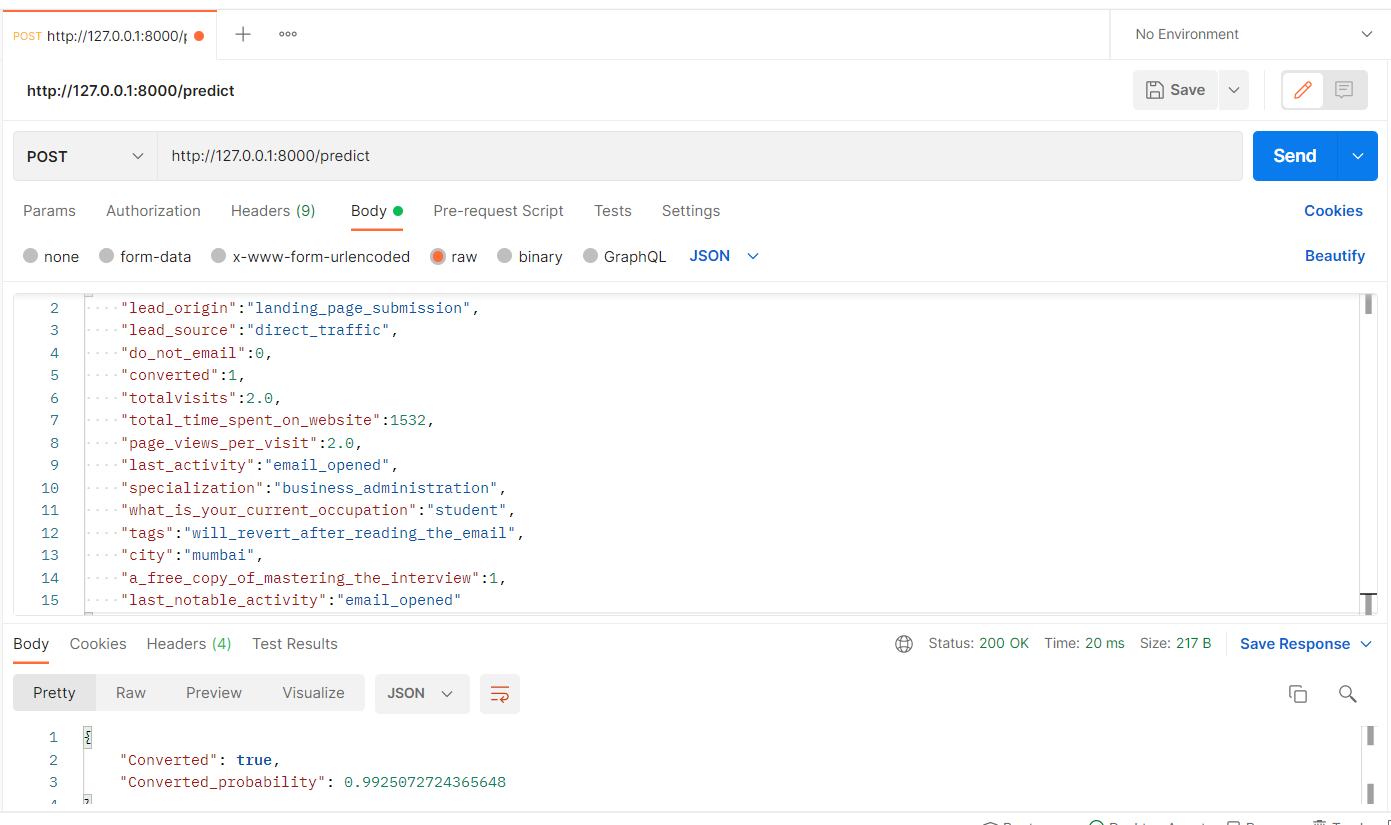 POST http://127.0.0.1:8000/p
No Environment
http://127.0.0.1:8000/predict
Save
POST http://127.0.0.1:8000/predict
Send
Params Authorization Headers (9) Body Pre-request Script Tests Settings Cookies
none form-data x-www-form-urlencoded raw binary GraphQL JSON Beautify
2 "lead_origin":"landing_page_submission",
3 "lead_source":"direct_traffic",
4 "do_not_email":0,
5 "converted":1,
6 "totalvisits":2.0,
7 "total_time_spent_on_website":1532,
8 "page_views_per_visit":2.0,
9 "last_activity":"email_opened",
10 "specialization":"business_administration",
11 "what_is_your_current_occupation":"student",
12 "tags":"will_revert_after_reading_the_email",
13 "city":"mumbai",
14 "a_free_copy_of_mastering_the_interview":1,
15 "last_notable_activity":"email_opened"
Body Cookies Headers (4) Test Results Status: 200 OK Time: 20 ms Size: 217 B Save Response
Pretty Raw Preview Visualize JSON
1 {
2 "Converted": true,
3 "Converted_probability": 0.9925072724365648
4 }